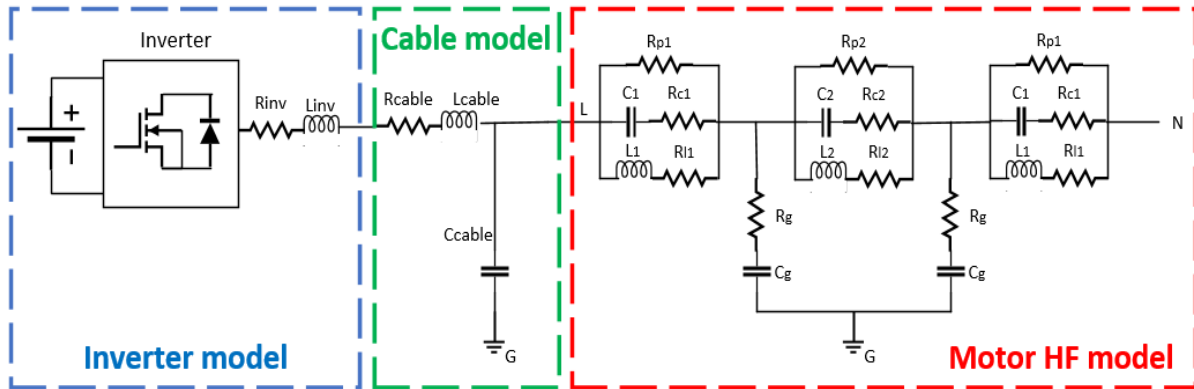 Inverter
Cable model
Rp1
Rp2
Rp1
+
Rinv
Linv
Rcable
Lcable
L
C1
Rc1
C2
Rc2
C1
Rc1
N
-
L1
Rl1
L2
Rl2
L1
Rl1
Ccable
Rg
Rg
Cg
Cg
G
G
Inverter model
Motor HF model